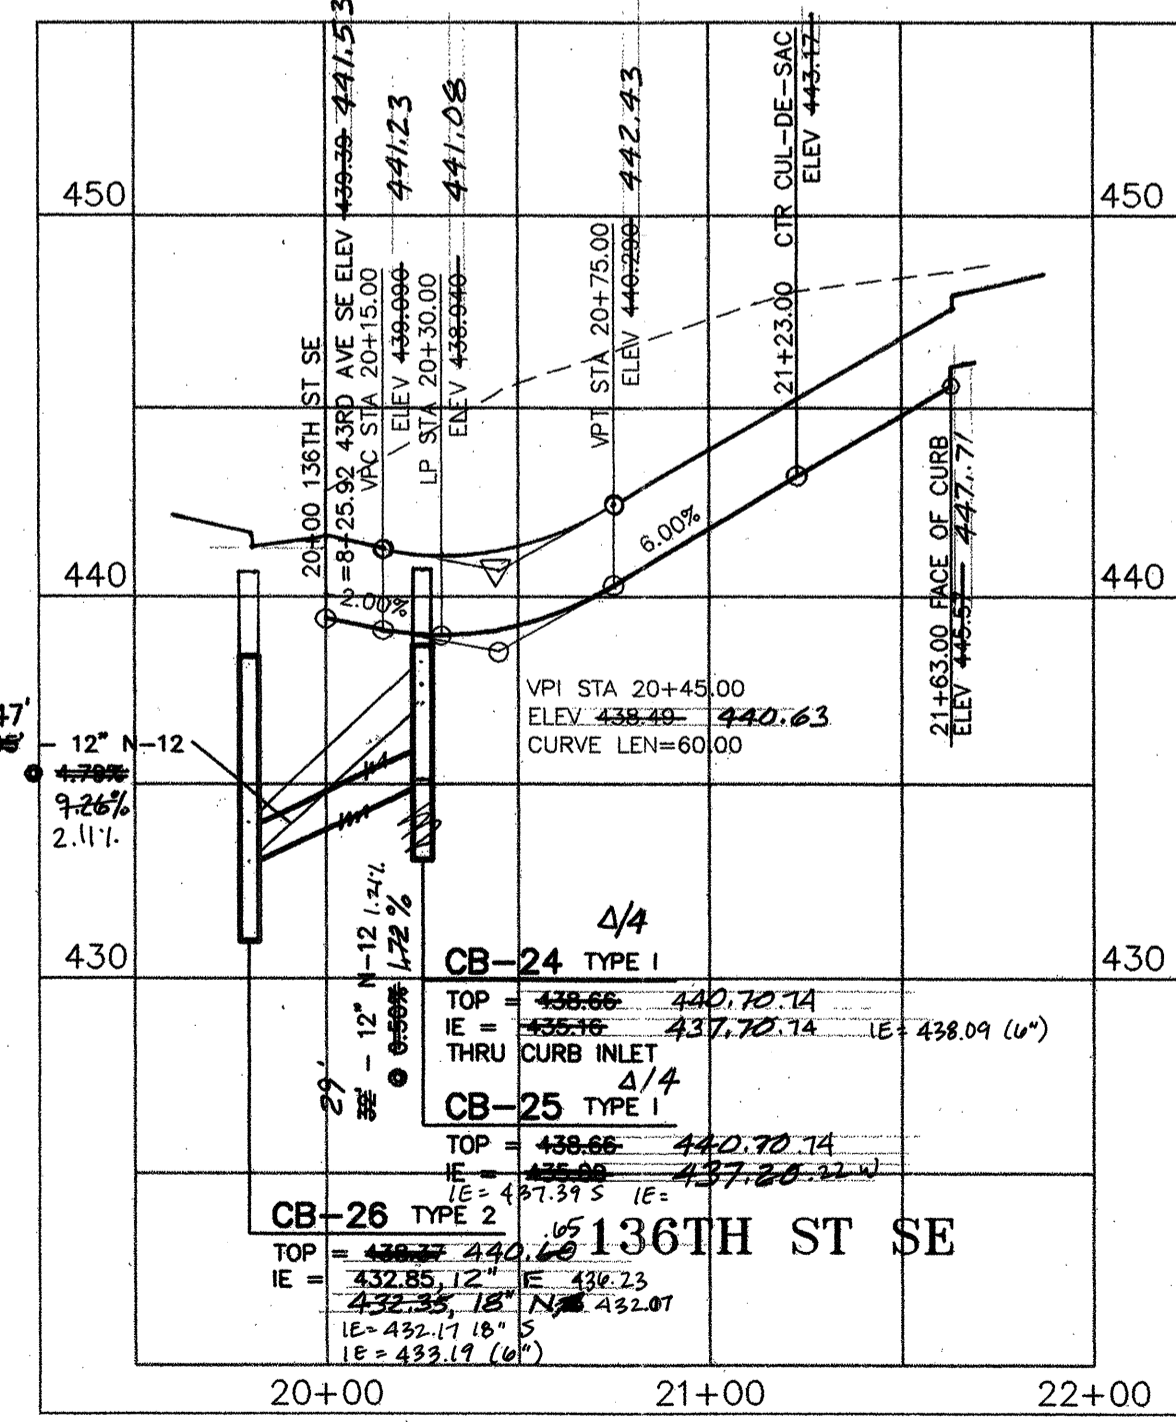 20+00 136TH ST SE
=8+25.92 43RD AVE SE ELEV 439.39 441.53
VPC STA 20+15.00
ELEV 439.090 441.23
LP STA 20+30.00
ELEV 438.940 441.08
VPT STA 20+75.00
ELEV 440.290 442.43
21+23.00 CTR CUL-DE-SAC
ELEV 443.17
450
450
440
440
2.00%
6.00%
21+63.00 FACE OF CURB
ELEV 445.57 447.71
VPI STA 20+45.00
ELEV 438.49 440.63
CURVE LEN=60.00
47'
- 12" N-12
@ 4.79%
9.26%
2.11%
29'
32' - 12" N-12 1.21%
@ 0.50% 1.72%
430
430
Δ/4
CB-24 TYPE 1
TOP = 438.66 440.70.74
IE = 435.16 437.70.74 IE= 438.09 (6")
THRU CURB INLET
Δ/4
CB-25 TYPE 1
TOP = 438.66 440.70.74
IE = 437.20.22 W
IE= 437.39 S IE=
CB-26 TYPE 2
.65
TOP = 438.37 440.60
IE = 432.85, 12" E 436.23
432.35, 18" N 432.07
IE= 432.17 18" S
IE= 433.19 (6")
136TH ST SE
20+00
21+00
22+00